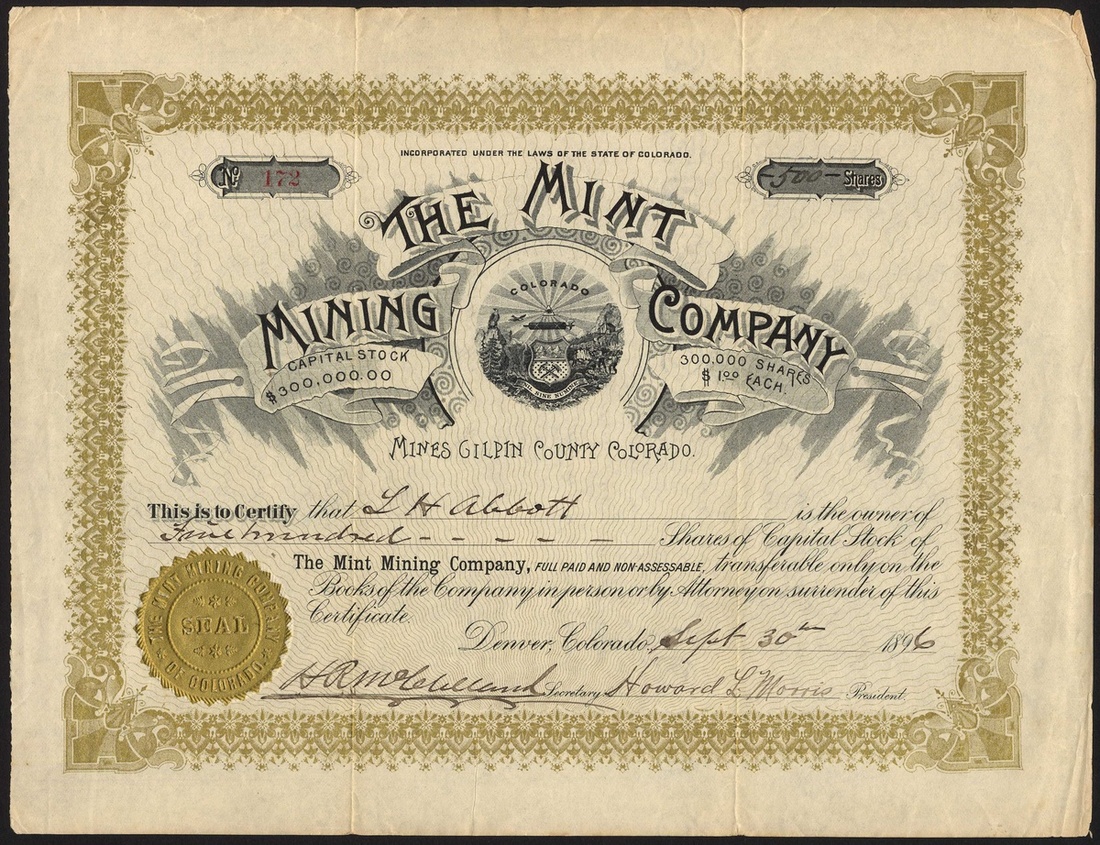 INCORPORATED UNDER THE LAWS OF THE STATE OF COLORADO.
No. 172
-500- Shares
THE MINT
MINING COMPANY
COLORADO
CAPITAL STOCK
$300,000.00
300,000 SHARES
$1.00 EACH.
MINES GILPIN COUNTY COLORADO.
This is to Certify that L H Abbott is the owner of
Five hundred - - - - - Shares of Capital Stock of
The Mint Mining Company, FULL PAID AND NON-ASSESSABLE, transferable only on the
Books of the Company in person or by Attorney on surrender of this
Certificate.
Denver, Colorado, Sept 30th 1896
H R McClelland Secretary Howard L Morris President.
THE MINT MINING COMPANY
SEAL
OF COLORADO